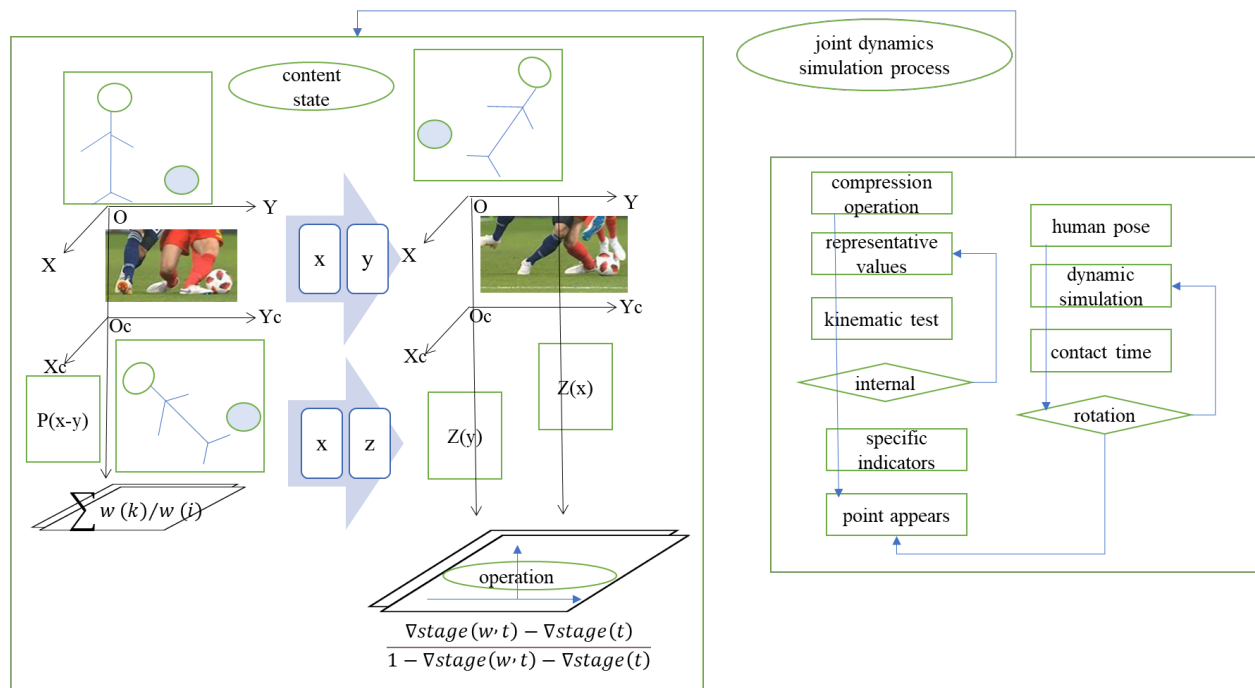 content
state
O
Y
X
x
y
Oc
Yc
Xc
P(x-y)
x
z
∑ w (k)/w (i)
O
Y
X
Oc
Yc
Xc
Z(x)
Z(y)
operation
∇stage(w, t) − ∇stage(t)
1 − ∇stage(w, t) − ∇stage(t)
joint dynamics
simulation process
compression
operation
representative
values
kinematic test
internal
specific
indicators
point appears
human pose
dynamic
simulation
contact time
rotation